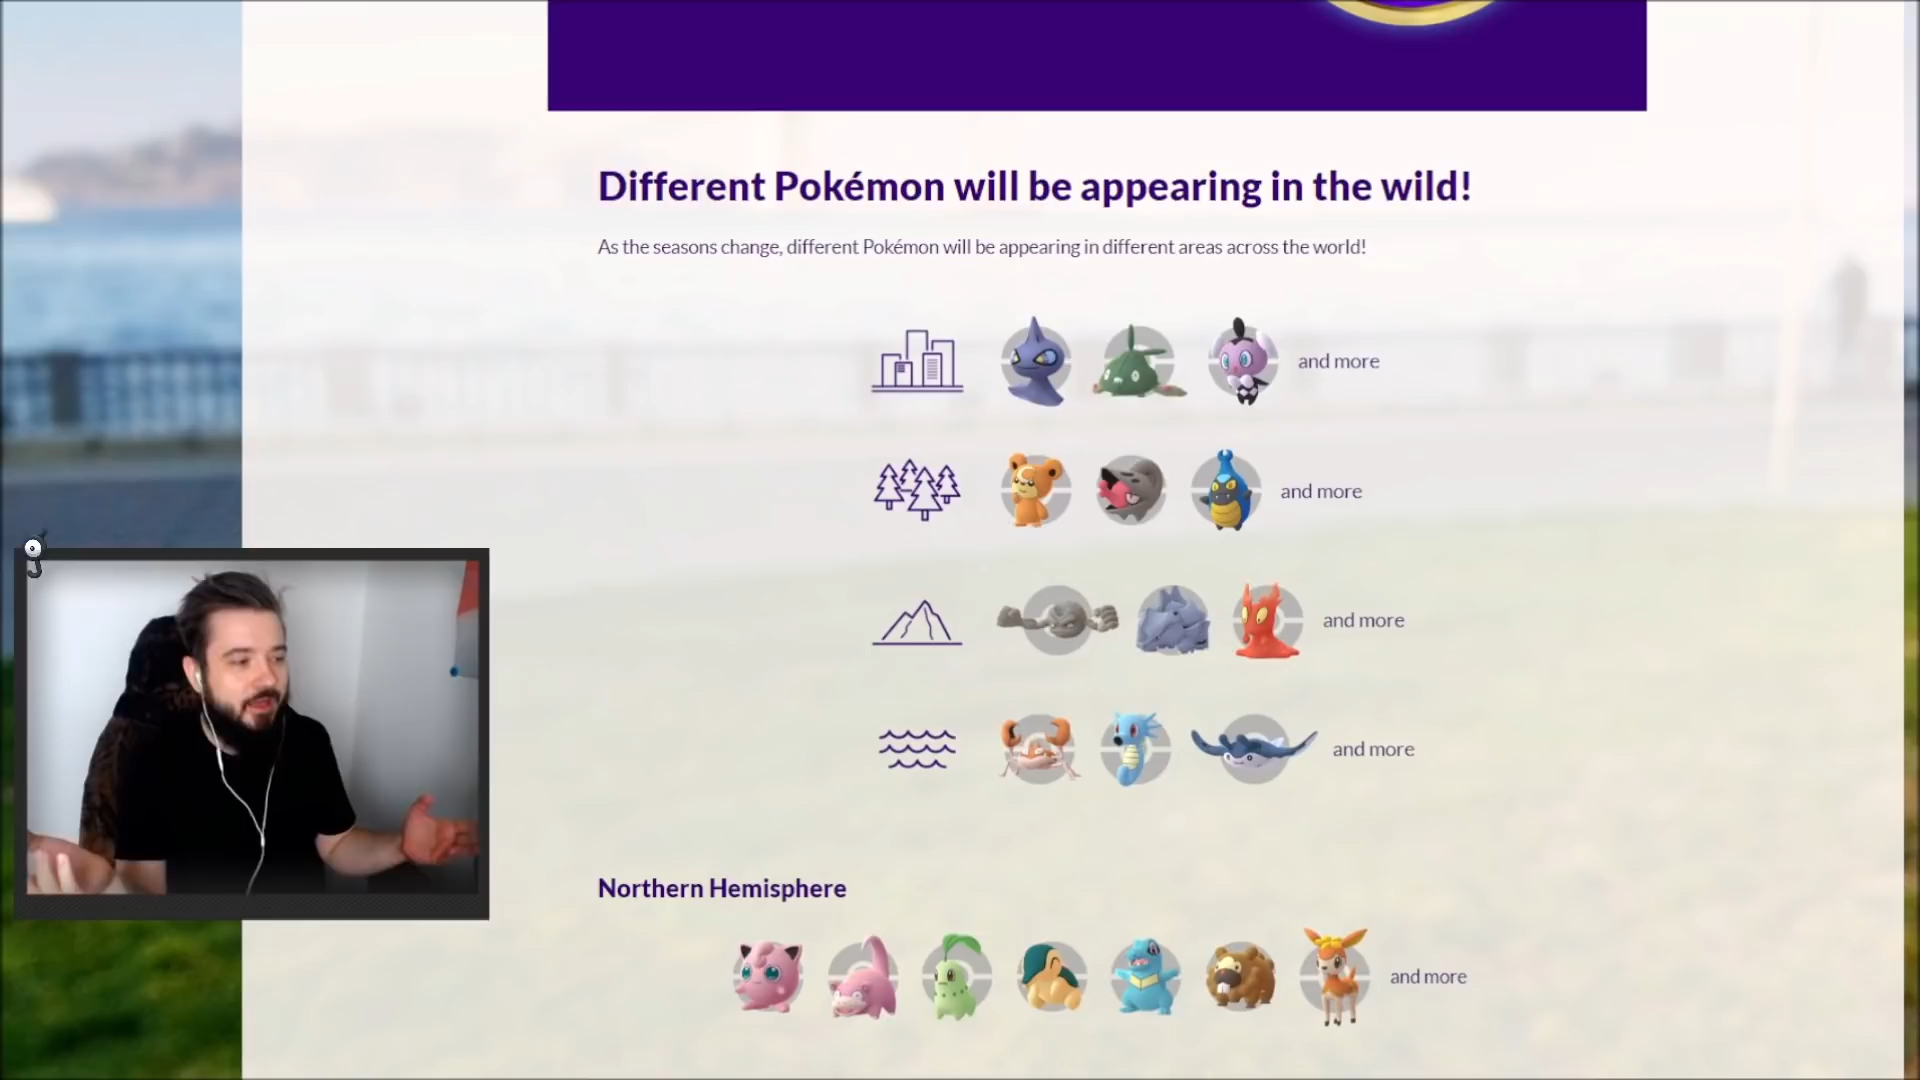 Different Pokémon will be appearing in the wild!
As the seasons change, different Pokémon will be appearing in different areas across the world!
and more
and more
and more
and more
Northern Hemisphere
and more